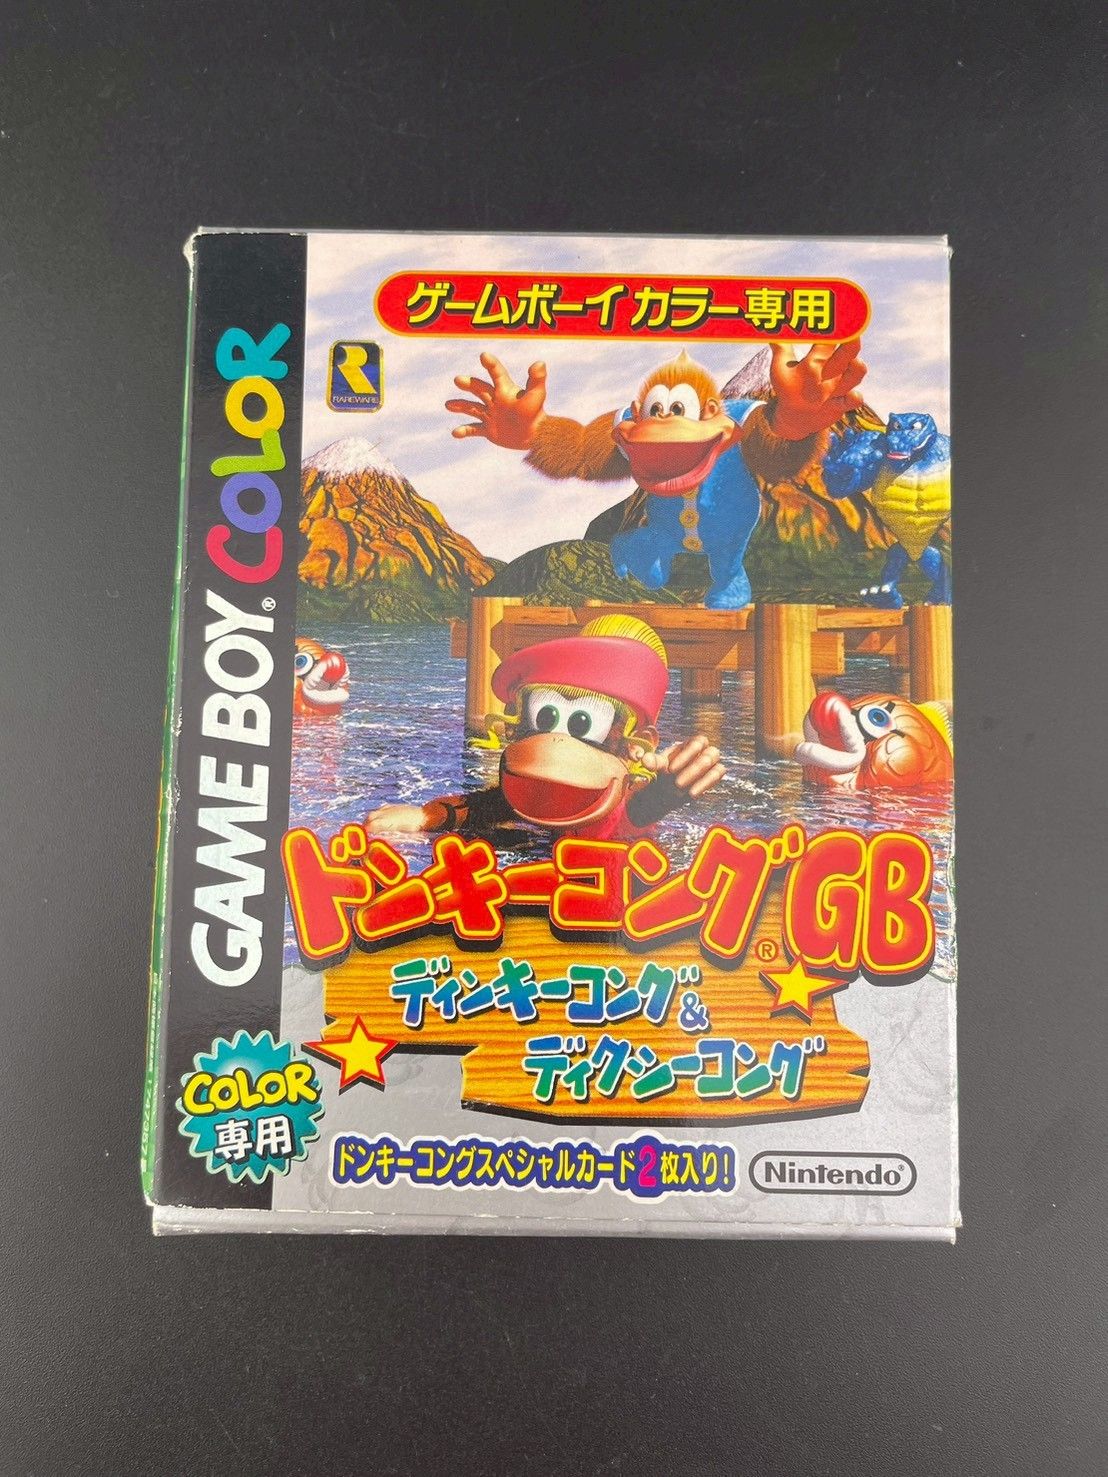 ゲームボーイカラー専用
RAREWARE
GAME BOY® COLOR
ドンキーコング®GB
ディンキーコング&
ディクシーコング
COLOR
専用
ドンキーコングスペシャルカード2枚入り!
Nintendo®